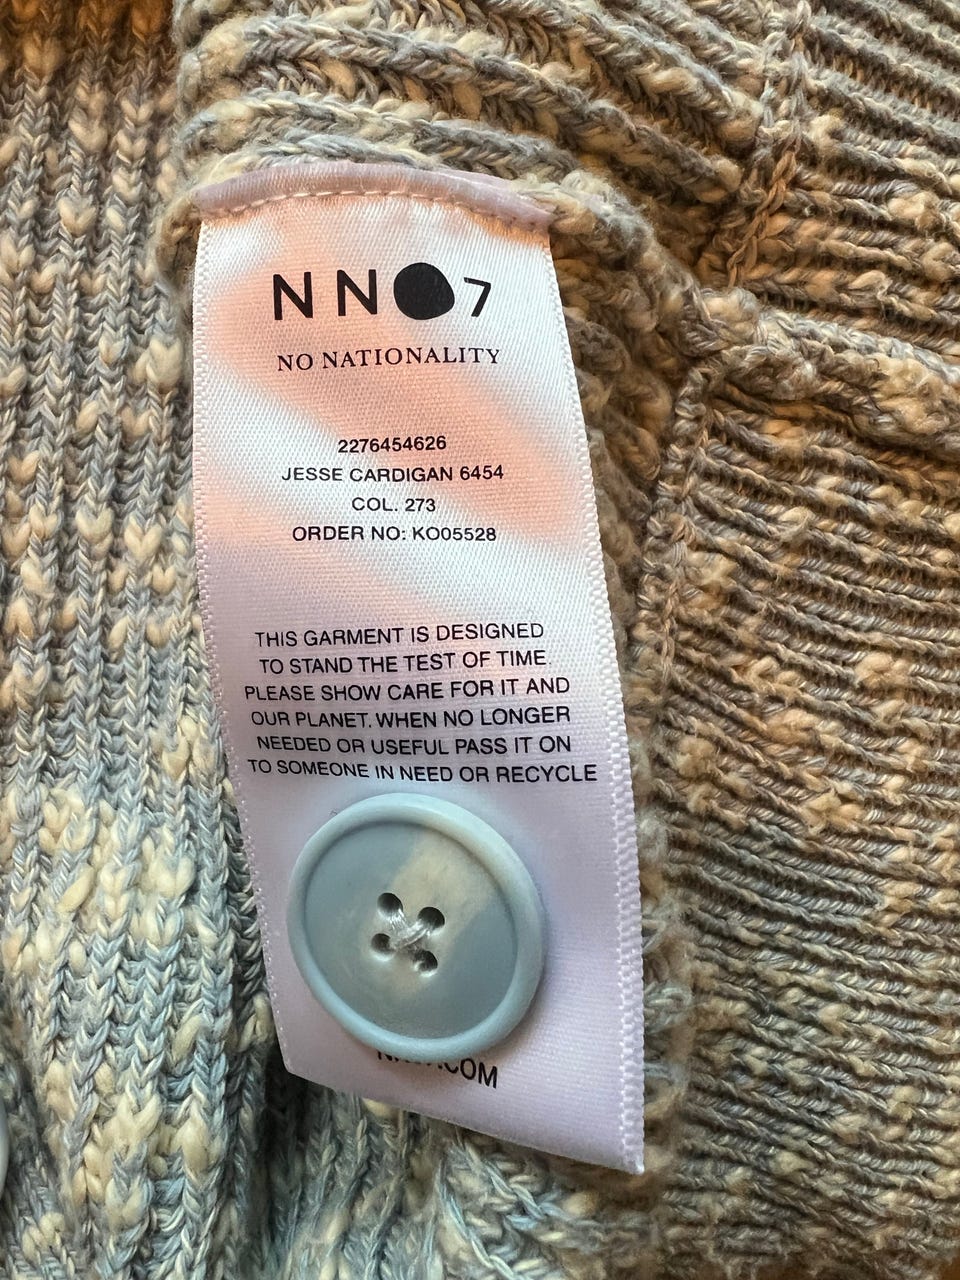 NN07
NO NATIONALITY
2276454626
JESSE CARDIGAN 6454
COL. 273
ORDER NO: KO05528
THIS GARMENT IS DESIGNED
TO STAND THE TEST OF TIME.
PLEASE SHOW CARE FOR IT AND
OUR PLANET. WHEN NO LONGER
NEEDED OR USEFUL PASS IT ON
TO SOMEONE IN NEED OR RECYCLE
.COM